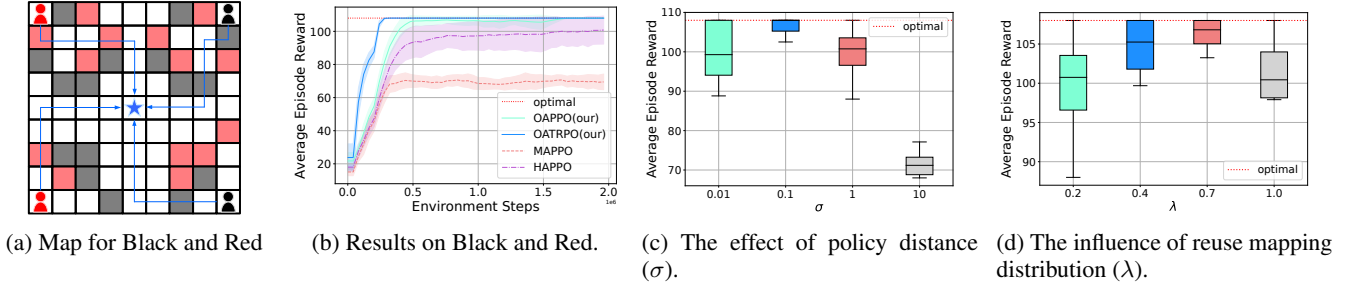 Average Episode Reward
100
80
60
40
20
0.0
0.5
1.0
1.5
2.0
1e6
Environment Steps
optimal
OAPPO(our)
OATRPO(our)
MAPPO
HAPPO
Average Episode Reward
110
100
90
80
70
0.01
0.1
1
10
σ
optimal
Average Episode Reward
105
100
95
90
0.2
0.4
0.7
1.0
λ
optimal
(a) Map for Black and Red
(b) Results on Black and Red.
(c) The effect of policy distance
(σ).
(d) The influence of reuse mapping
distribution (λ).